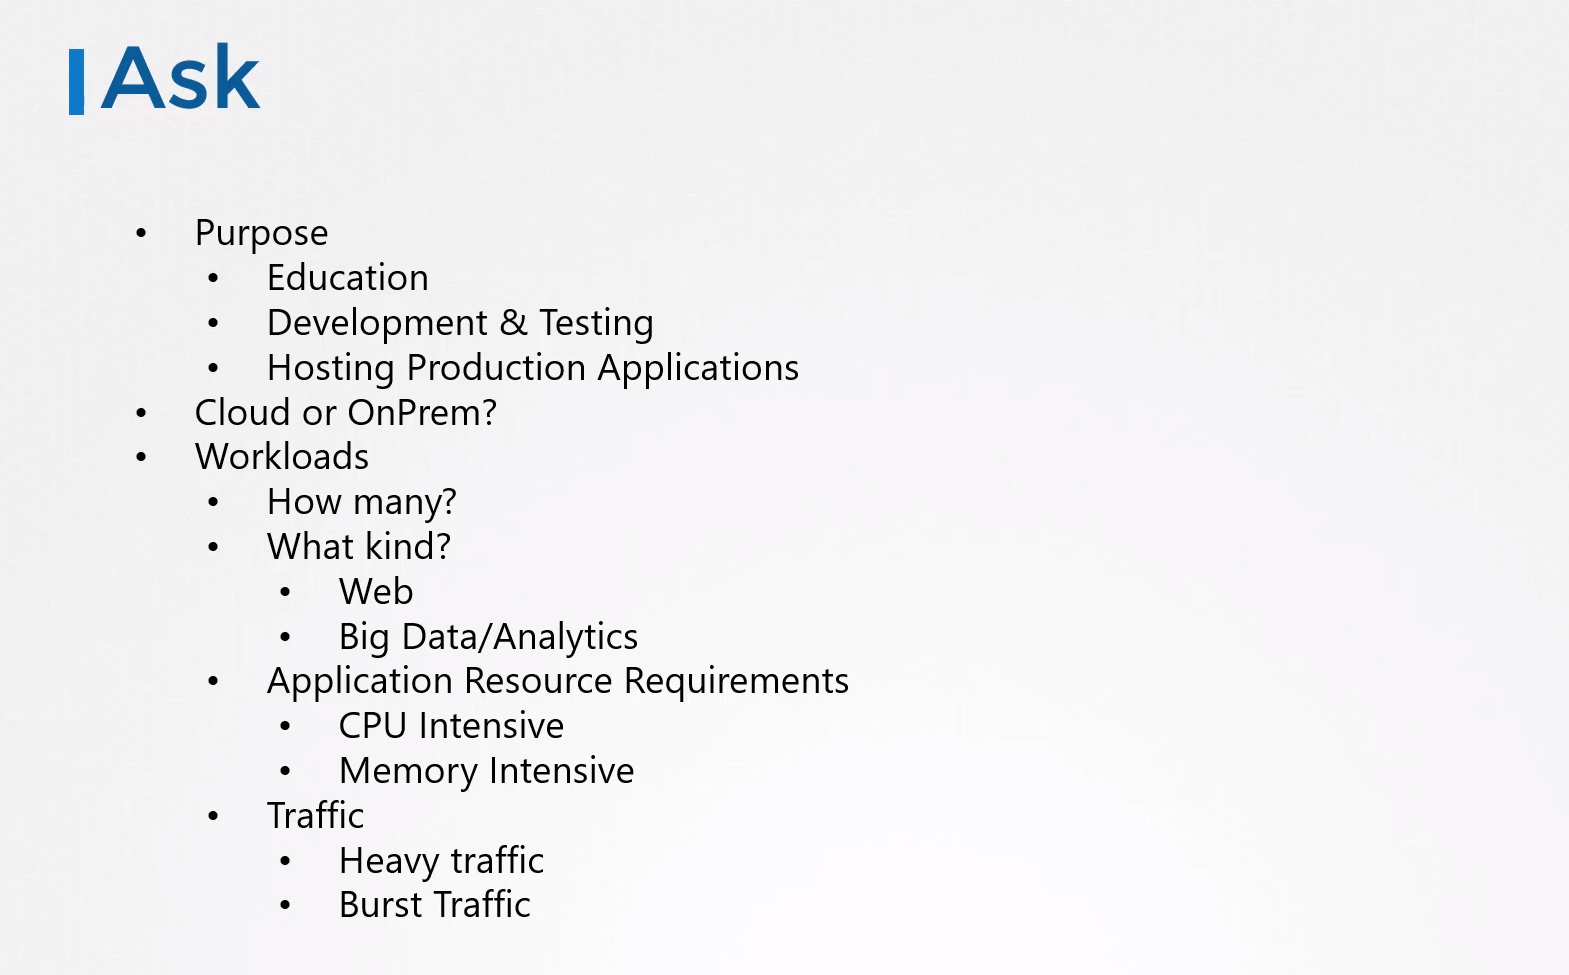 Ask
• Purpose
• Education
• Development & Testing
• Hosting Production Applications
• Cloud or OnPrem?
• Workloads
• How many?
• What kind?
• Web
• Big Data/Analytics
• Application Resource Requirements
• CPU Intensive
• Memory Intensive
• Traffic
• Heavy traffic
• Burst Traffic